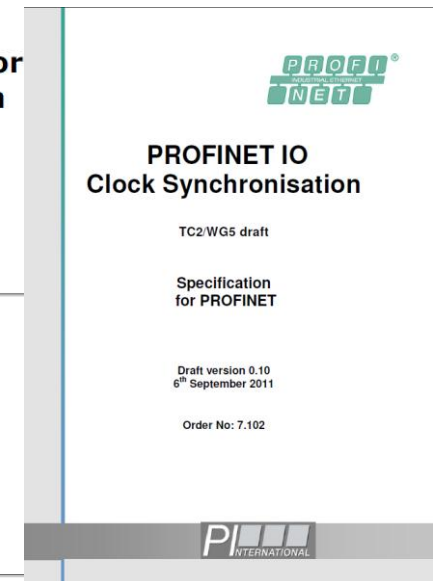 or
PROFI
®
INDUSTRIAL ETHERNET
NET
PROFINET IO
Clock Synchronisation
TC2/WG5 draft
Specification
for PROFINET
Draft version 0.10
6th September 2011
Order No: 7.102
PI INTERNATIONAL